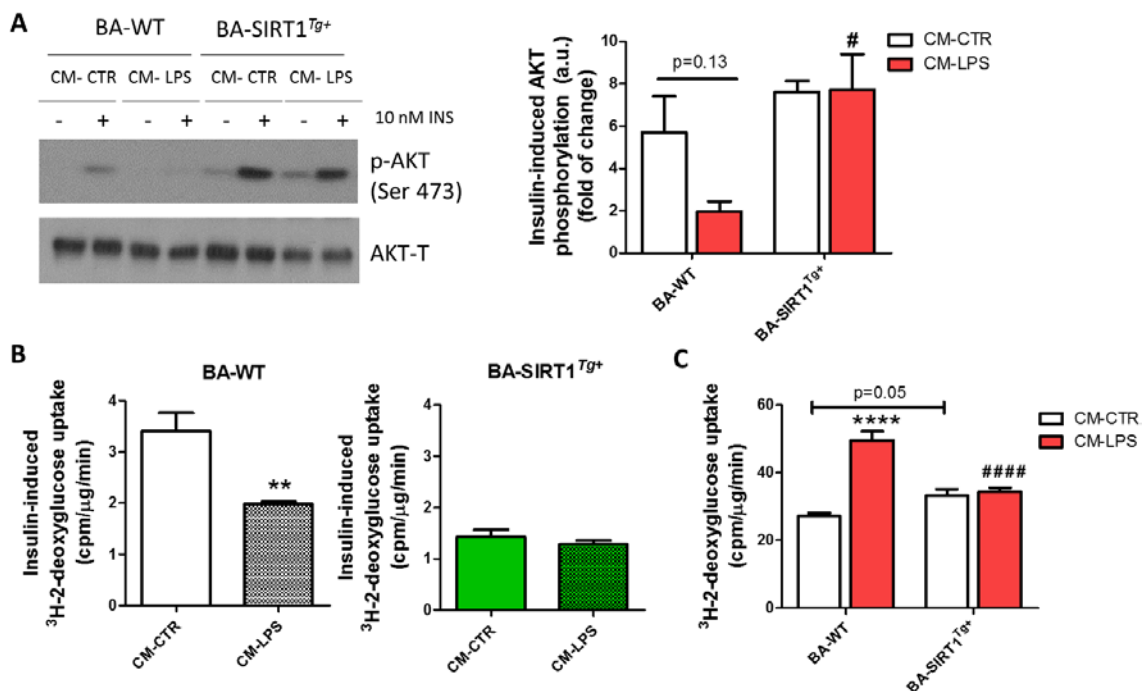 A
BA-WT BA-SIRT1Tg+
CM- CTR CM- LPS CM- CTR CM- LPS
- + - + - + - + 10 nM INS
p-AKT
(Ser 473)
AKT-T
Insulin-induced AKT
phosphorylation (a.u.)
(fold of change)
10
8
6
4
2
0
p=0.13
#
CM-CTR
CM-LPS
BA-WT
BA-SIRT1Tg+
B
BA-WT
Insulin-induced
³H-2-deoxyglucose uptake
(cpm/μg/min)
4
3
2
1
0
**
CM-CTR
CM-LPS
BA-SIRT1Tg+
Insulin-induced
³H-2-deoxyglucose uptake
(cpm/μg/min)
4
3
2
1
0
CM-CTR
CM-LPS
C
³H-2-deoxyglucose uptake
(cpm/μg/min)
60
40
20
0
p=0.05
****
####
CM-CTR
CM-LPS
BA-WT
BA-SIRT1Tg+